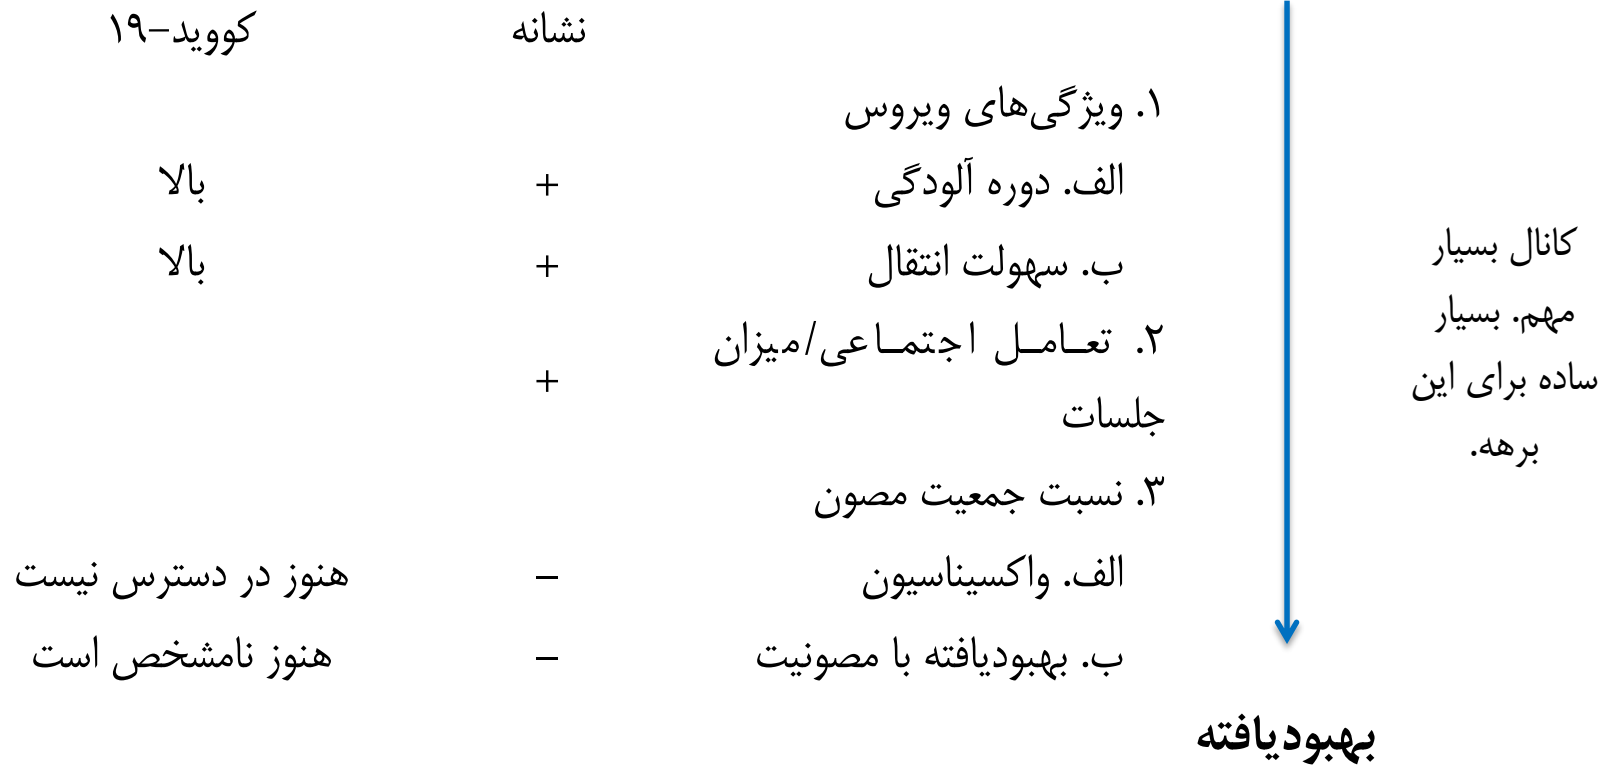 نشانه کووید-۱۹
۱. ویژگی‌های ویروس
الف. دوره آلودگی + بالا
ب. سهولت انتقال + بالا
۲. تعـامـل اجتمـاعی/میزان
+
جلسات
۳. نسبت جمعیت مصون
الف. واکسیناسیون – هنوز در دسترس نیست
ب. بهبودیافته با مصونیت – هنوز نامشخص است
کانال بسیار
مهم. بسیار
ساده برای این
برهه.
بهبودیافته